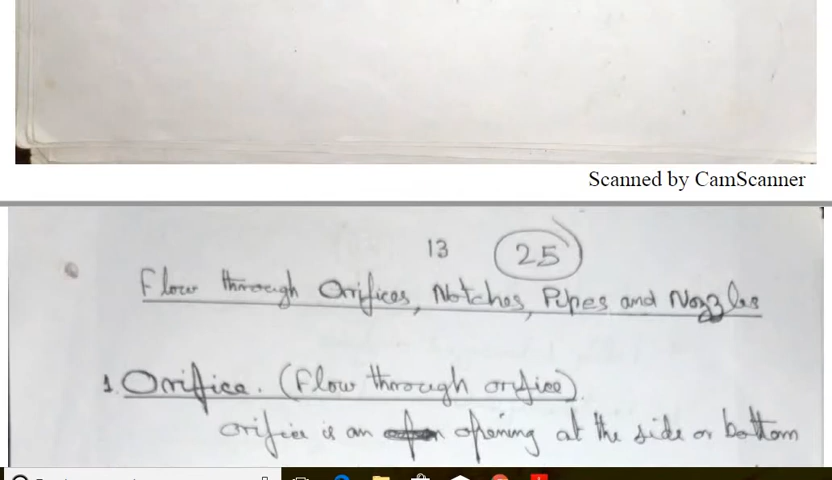 Scanned by CamScanner
13 25
Flow through Orifices, Notches, Pipes and Nozzles
1. Orifice. (Flow through orifice).
orifice is an opening at the side or bottom